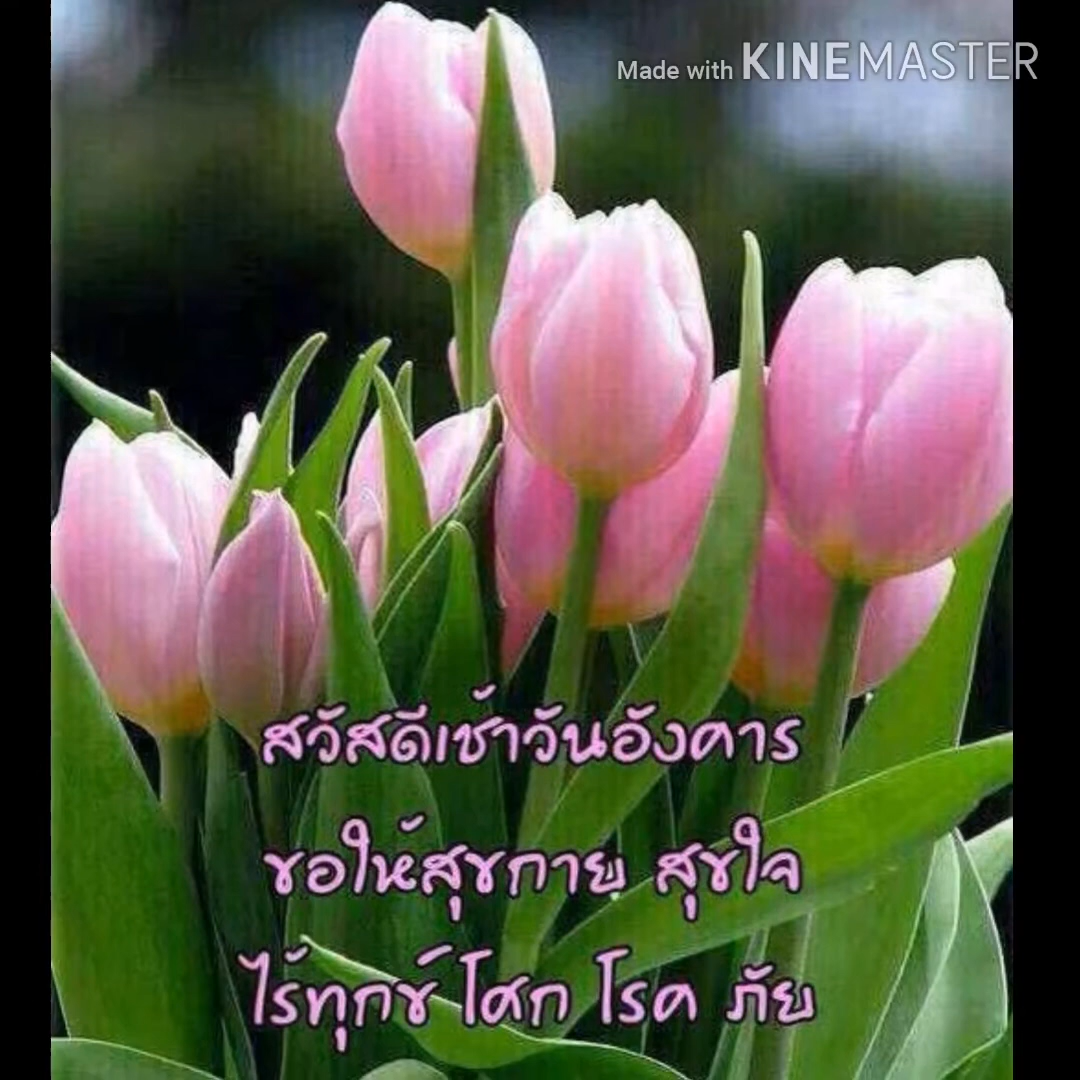 Made with KINEMASTER
สวัสดีเช้าวันอังคาร
ขอให้สุขกาย สุขใจ
ไร้ทุกข์ โศก โรค ภัย